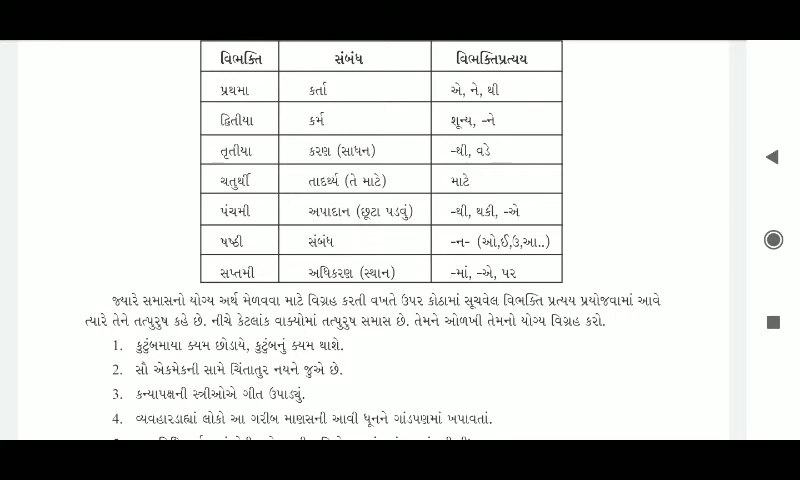 વિભક્તિ સંબંધ વિભક્તિપ્રત્યય
પ્રથમા કર્તા એ, ને, થી
દ્વિતીયા કર્મ શૂન્ય, -ને
તૃતીયા કરણ (સાધન) -થી, વડે
ચતુર્થી તાદર્થ્ય (તે માટે) માટે
પંચમી અપાદાન (છૂટા પડવું) -થી, થકી, -એ
ષષ્ઠી સંબંધ -ન- (ઓ,ઈ,ઉ,આ..)
સપ્તમી અધિકરણ (સ્થાન) -માં, -એ, પર
જ્યારે સમાસનો યોગ્ય અર્થ મેળવવા માટે વિગ્રહ કરતી વખતે ઉપર કોઠામાં સૂચવેલ વિભક્તિ પ્રત્યય પ્રયોજવામાં આવે
ત્યારે તેને તત્પુરુષ કહે છે. નીચે કેટલાંક વાક્યોમાં તત્પુરુષ સમાસ છે. તેમને ઓળખી તેમનો યોગ્ય વિગ્રહ કરો.
1. કુટુંબમાયા ક્યમ છોડાયે, કુટુંબનું ક્યમ થાશે.
2. સૌ એકમેકની સામે ચિંતાતુર નયને જુએ છે.
3. કન્યાપક્ષની સ્ત્રીઓએ ગીત ઉપાડ્યું.
4. વ્યવહારડાહ્યાં લોકો આ ગરીબ માણસની આવી ધૂનને ગાંડપણમાં ખપાવતાં.